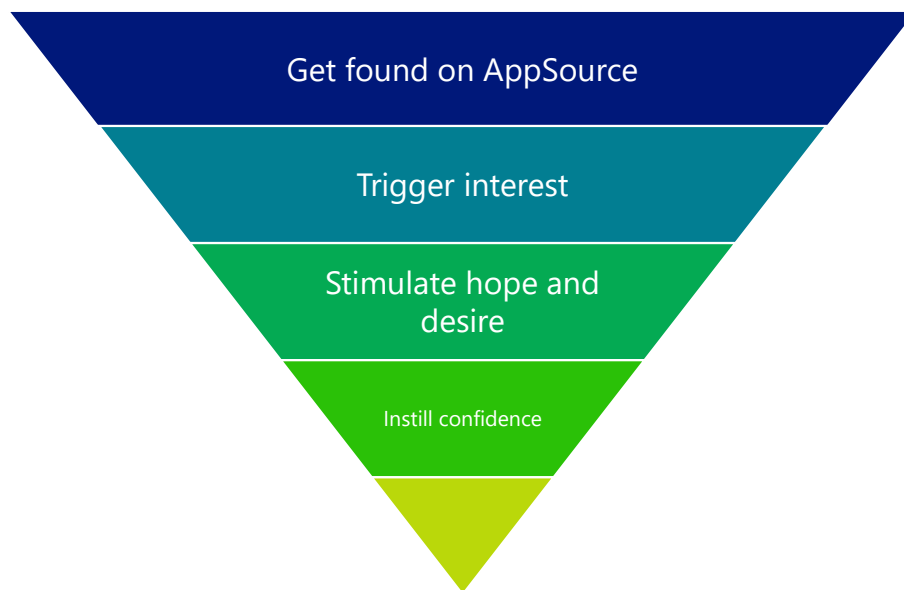 Get found on AppSource
Trigger interest
Stimulate hope and
desire
Instill confidence